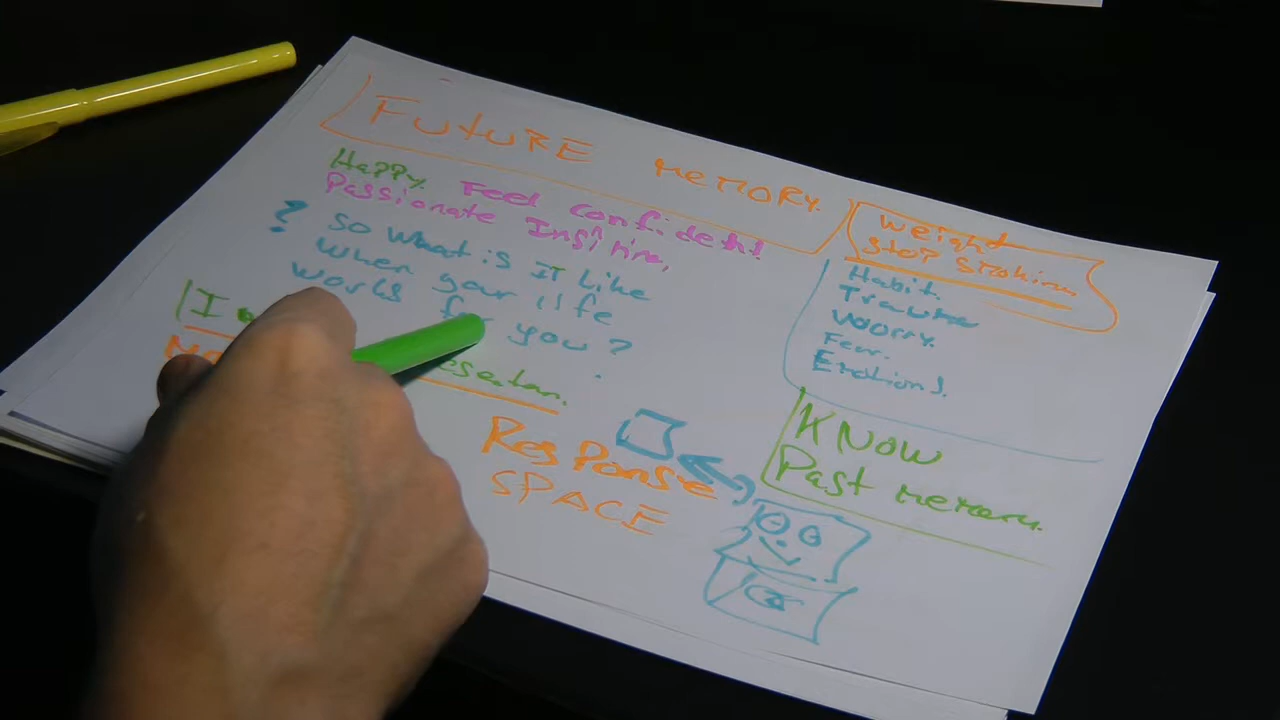 FUTURE MEMORY.
Happy. Feel confident!
Passionate Inspire,
? So what is IT Like
when your life
works for you?
I
Response
SPACE
Weight
Stop smoking
Habit.
Trauma
Worry.
Fear.
Emotions.
KNOW
Past memory.